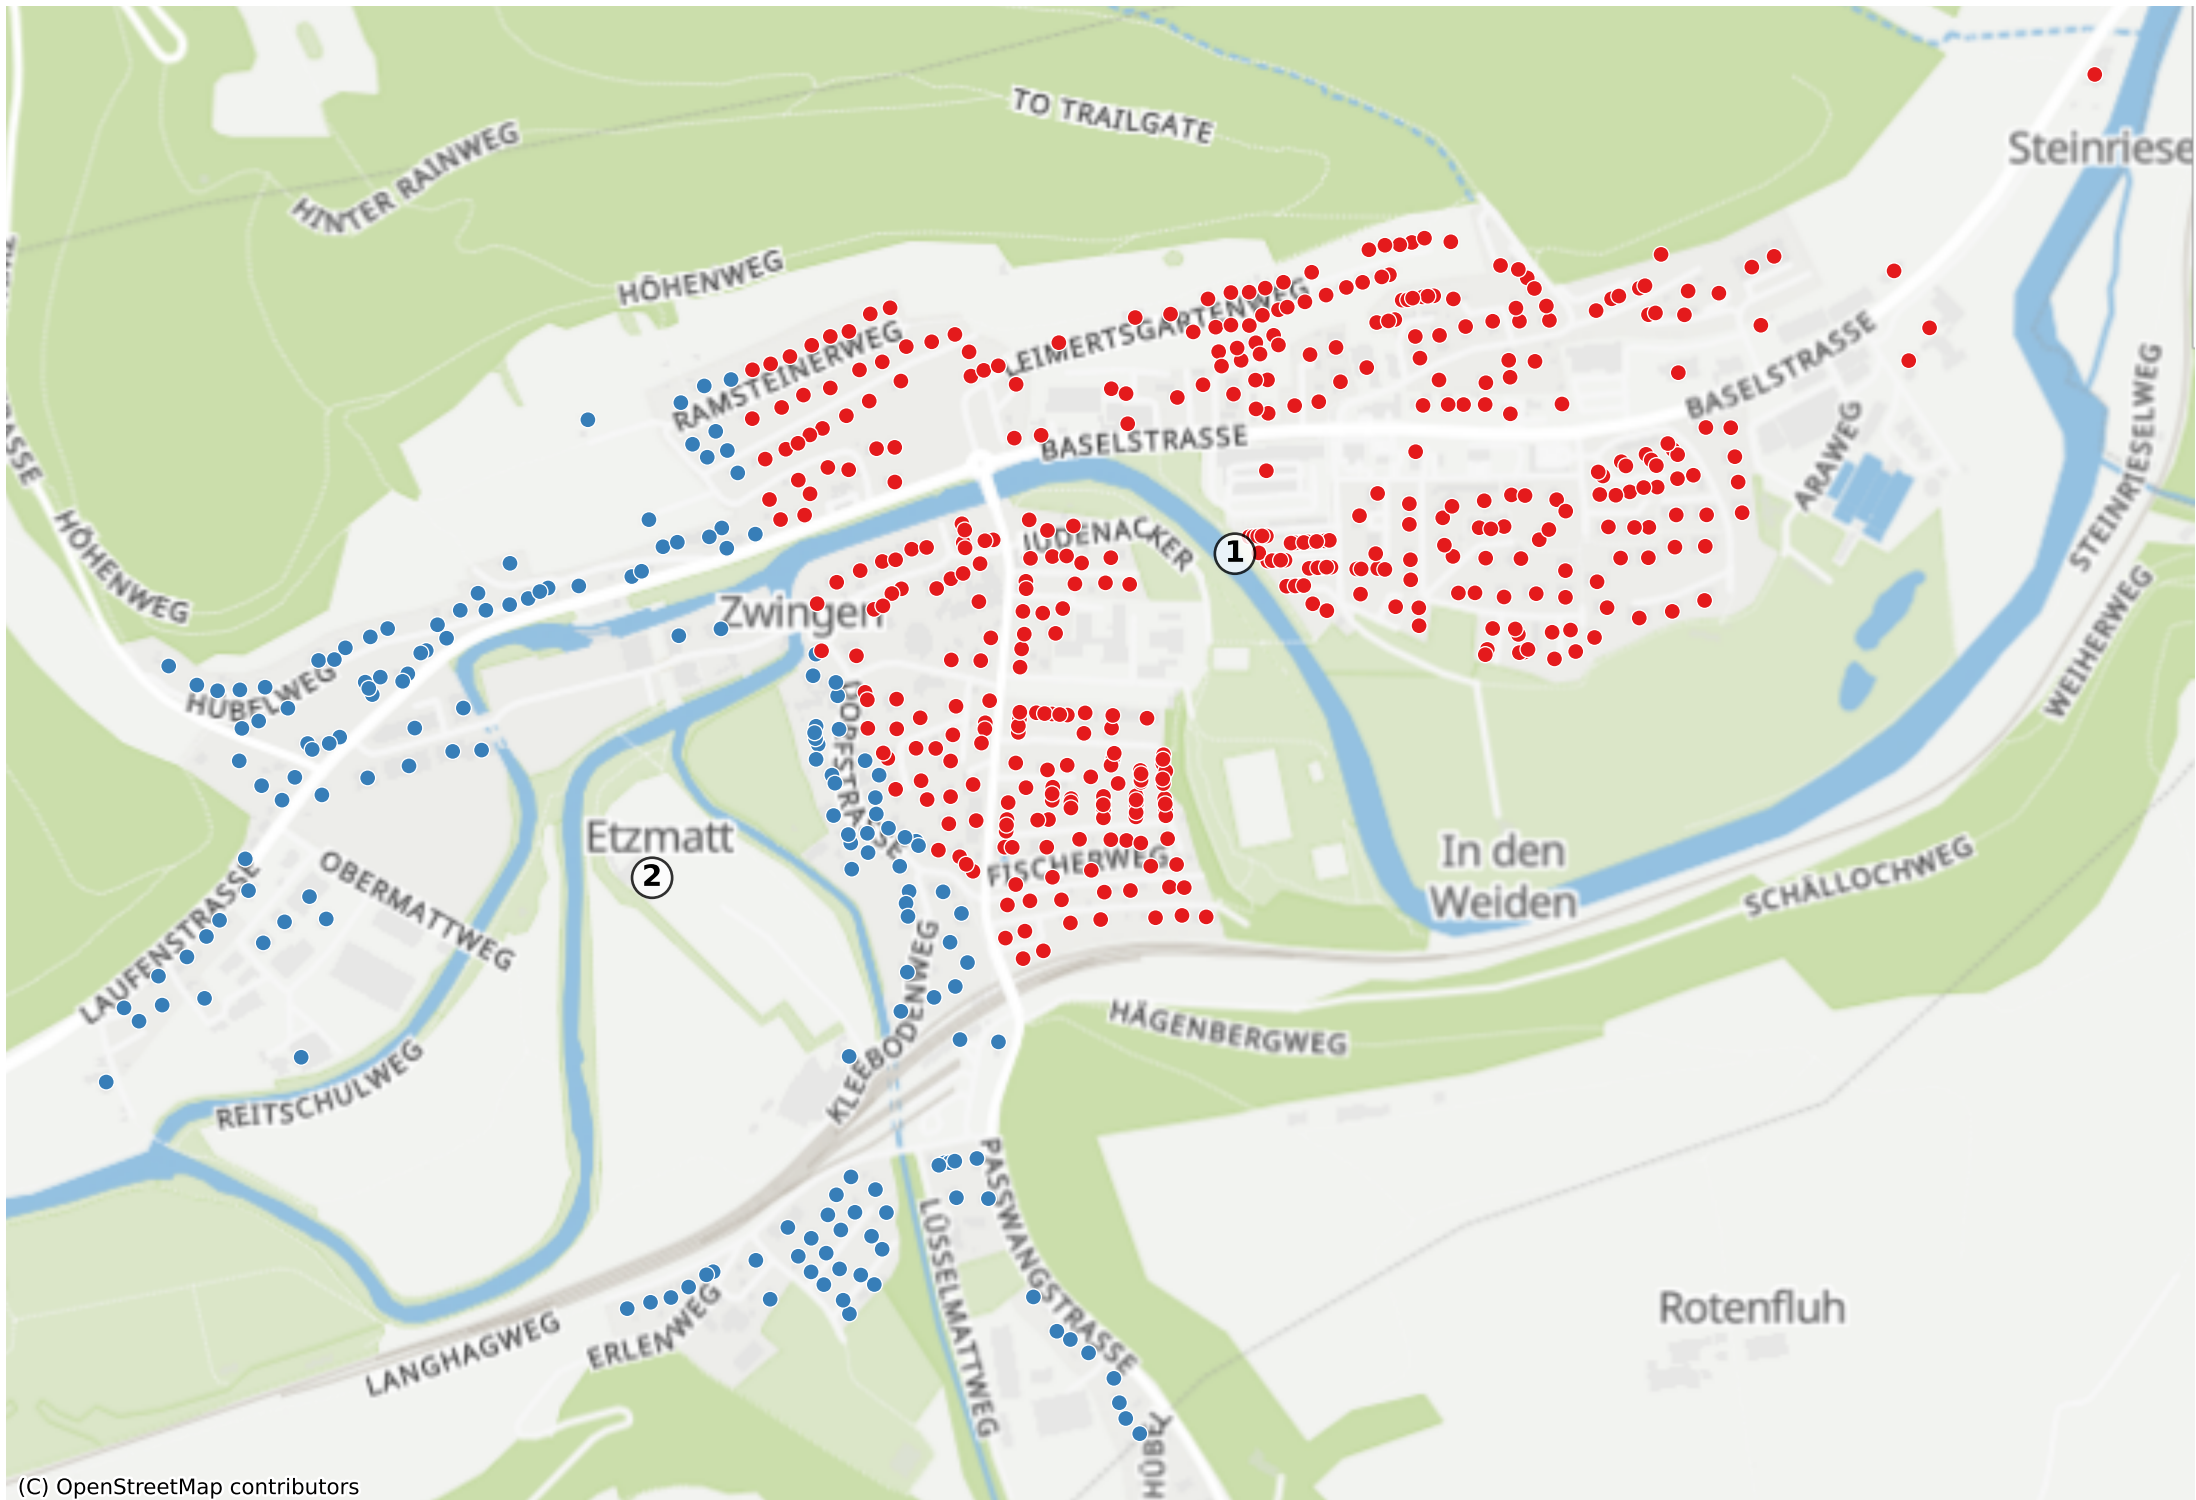 TO TRAILGATE
Steinriese
HINTER RAINWEG
HÖHENWEG
LEIMERTSGARTENWEG
RAMSTEINERWEG
BASELSTRASSE
BASELSTRASSE
ARAWEG
STEINRIESELWEG
HÖHENWEG
JUDENACKER
1
Zwingen
WEIHERWEG
HUBELWEG
DORFSTRASSE
Etzmatt
2
FISCHERWEG
In den
Weiden
SCHÄLLOCHWEG
OBERMATTWEG
LAUFENSTRASSE
KLEEBODENWEG
HÄGENBERGWEG
REITSCHULWEG
PASSWANGSTRASSE
LÜSSELMATTWEG
ERLENWEG
LANGHAGWEG
Rotenfluh
(C) OpenStreetMap contributors